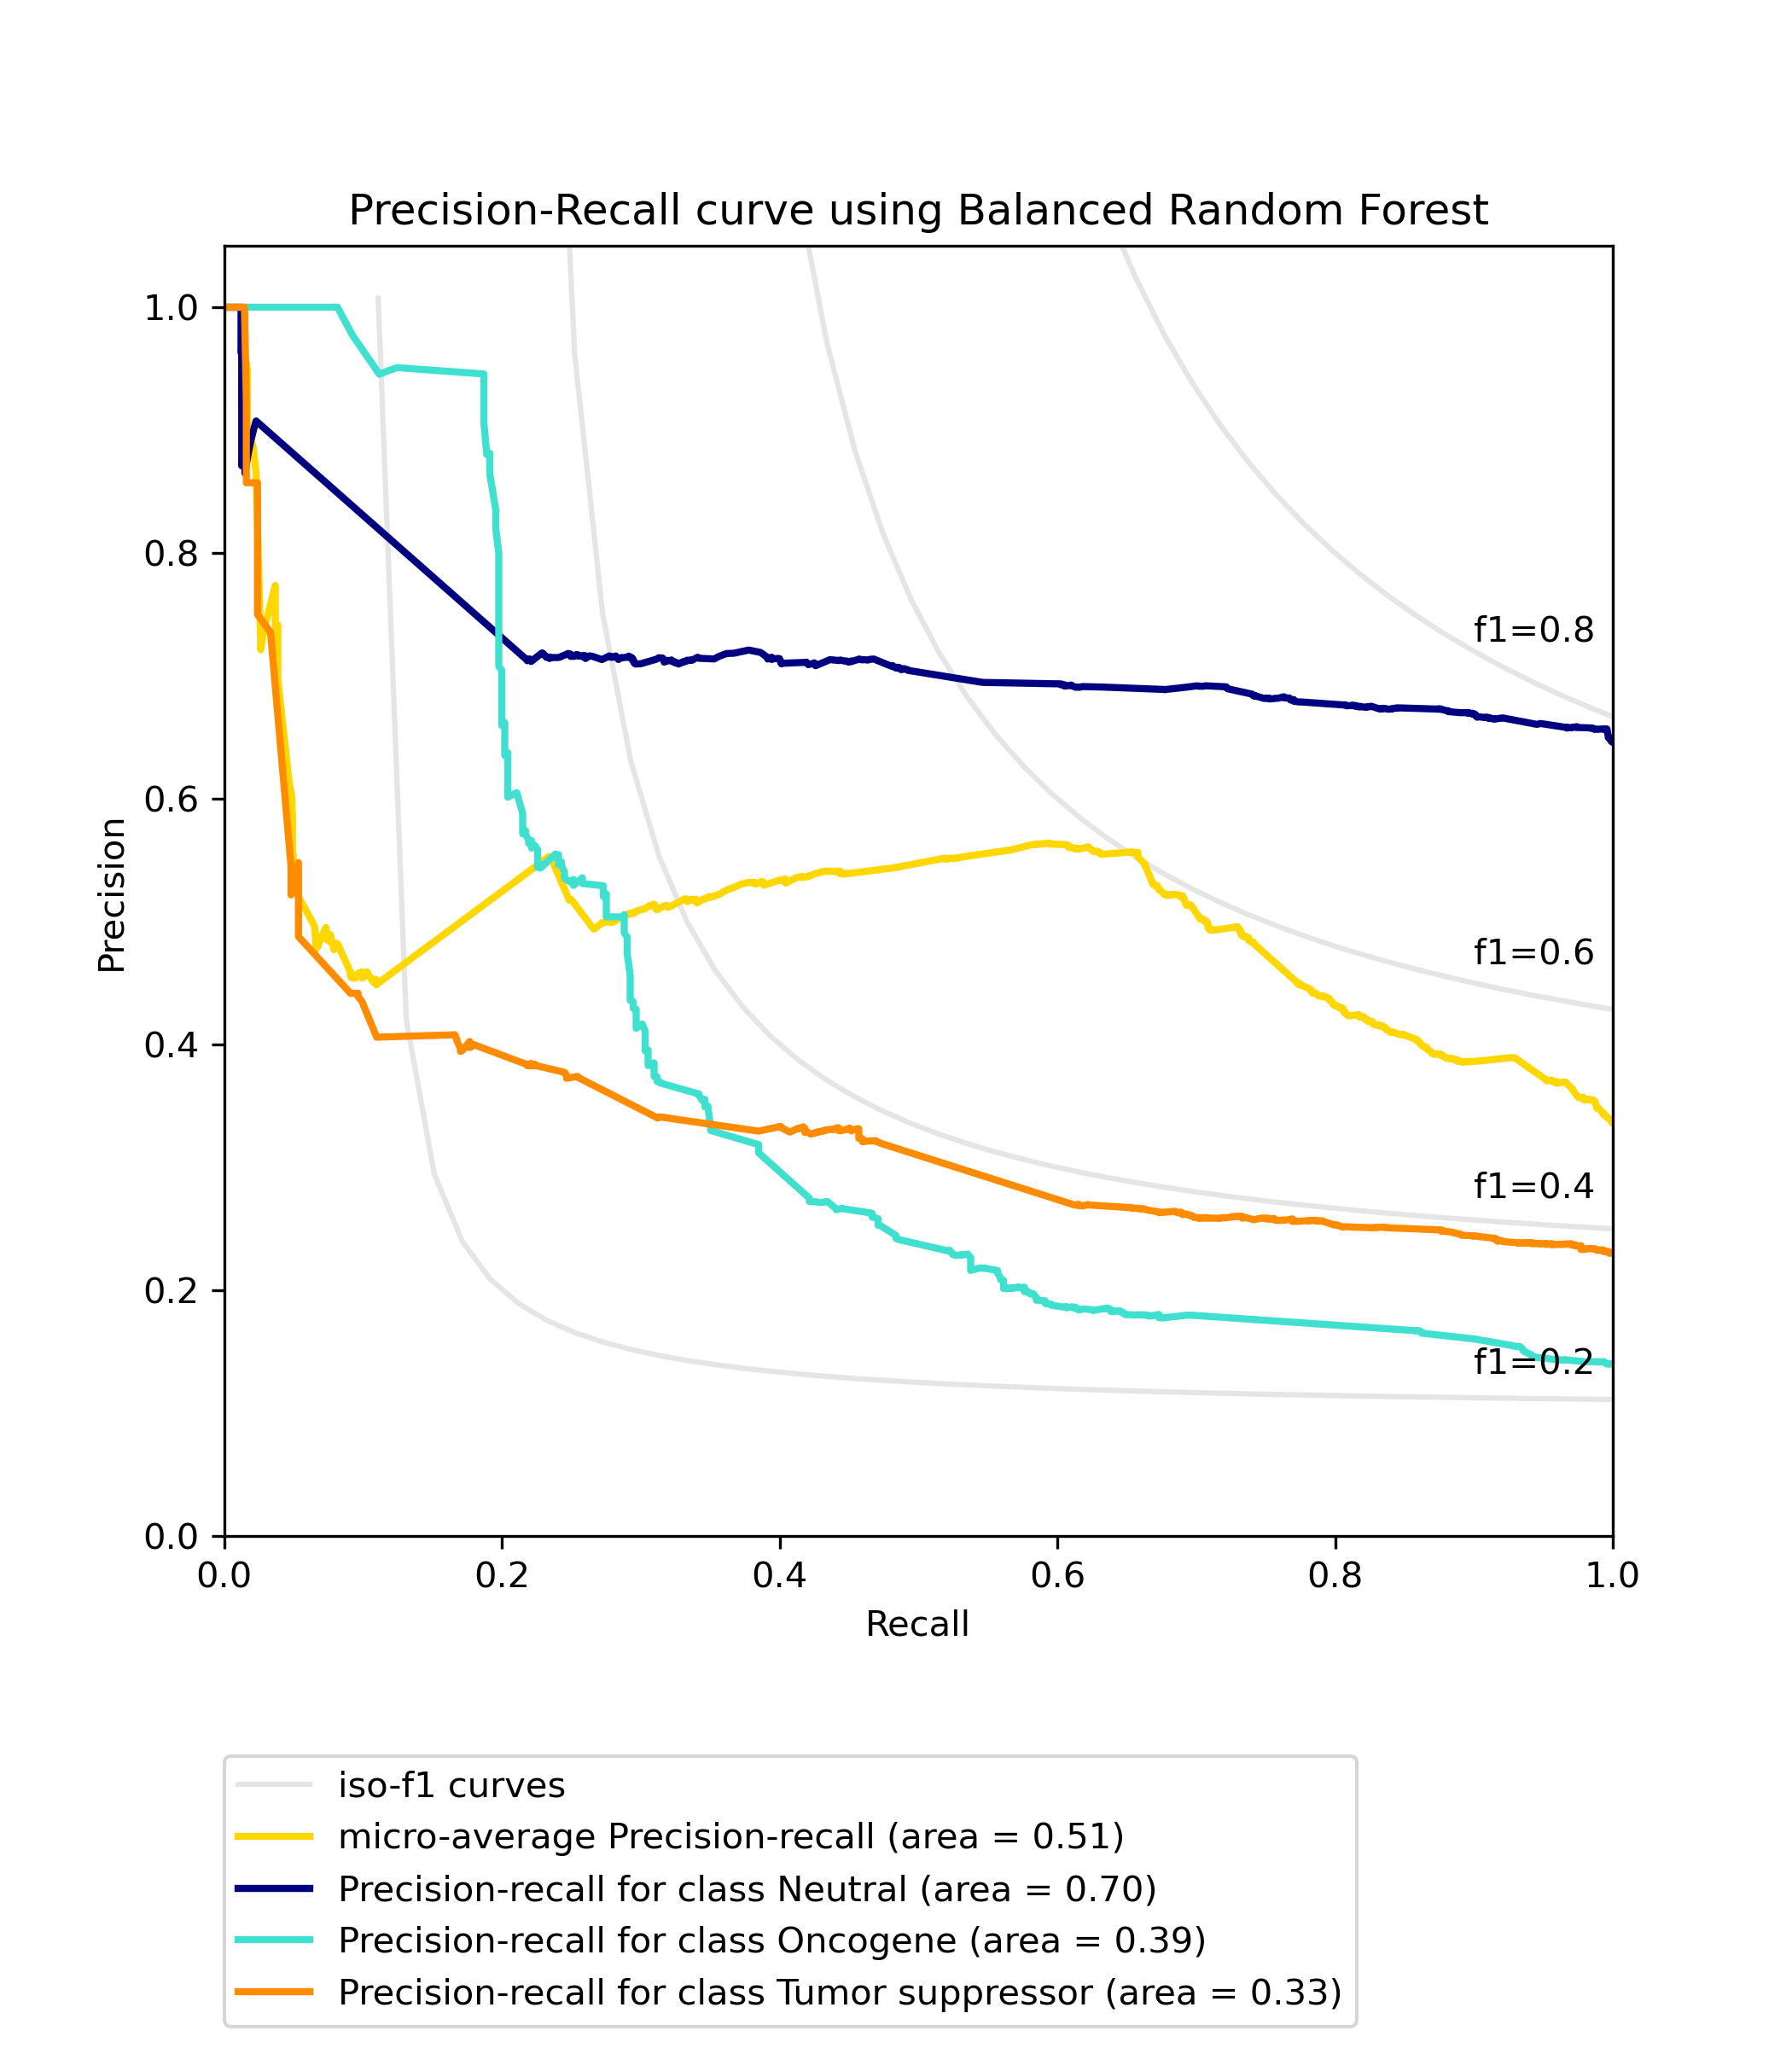 Precision-Recall curve using Balanced Random Forest
1.0
0.8
0.6
0.4
0.2
0.0
Precision
f1=0.8
f1=0.6
f1=0.4
f1=0.2
0.0 0.2 0.4 0.6 0.8 1.0
Recall
iso-f1 curves
micro-average Precision-recall (area = 0.51)
Precision-recall for class Neutral (area = 0.70)
Precision-recall for class Oncogene (area = 0.39)
Precision-recall for class Tumor suppressor (area = 0.33)